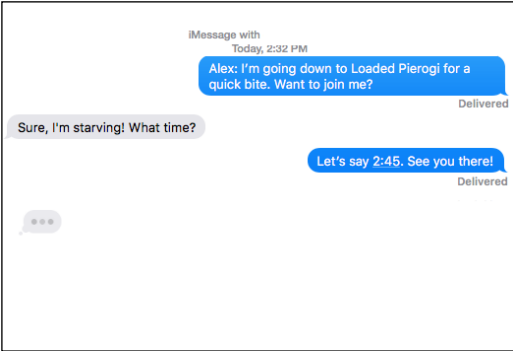 iMessage with
Today, 2:32 PM
Alex: I'm going down to Loaded Pierogi for a
quick bite. Want to join me?
Delivered
Sure, I'm starving! What time?
Let's say 2:45. See you there!
Delivered